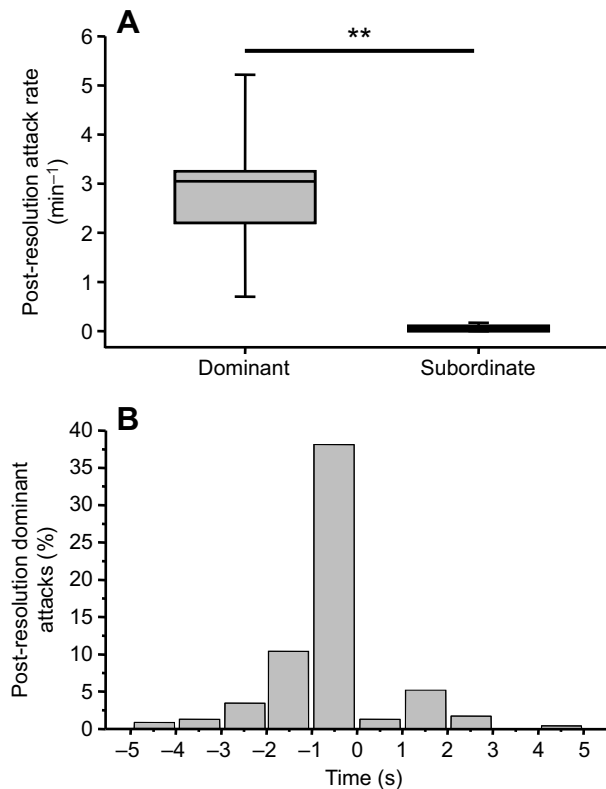 A
**
6
5
4
3
2
1
0
Post-resolution attack rate
(min⁻¹)
Dominant Subordinate
B
40
35
30
25
20
15
10
5
0
Post-resolution dominant
attacks (%)
–5 –4 –3 –2 –1 0 1 2 3 4 5
Time (s)